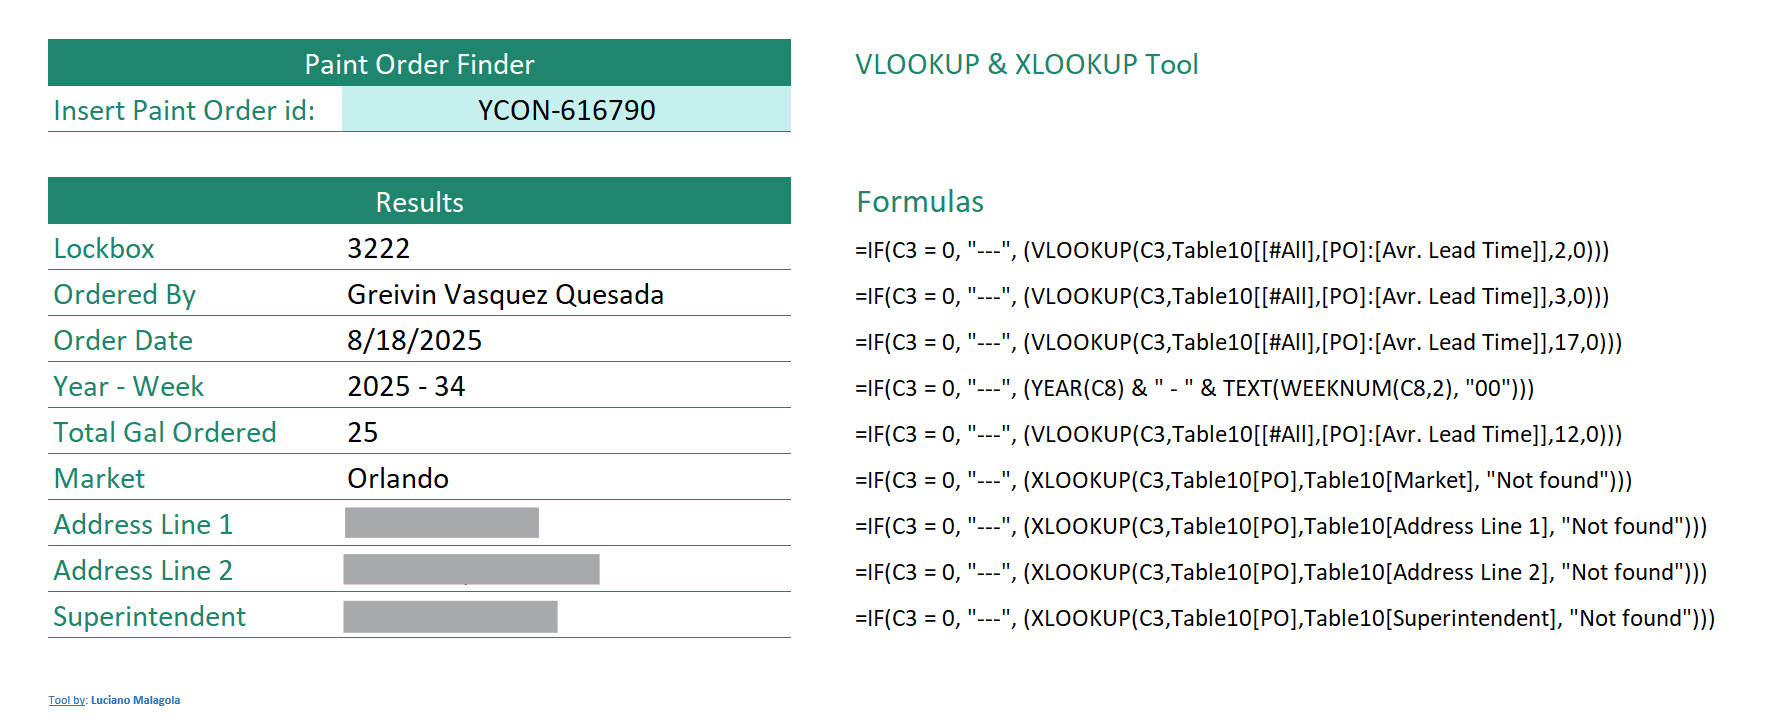 Paint Order Finder
VLOOKUP & XLOOKUP Tool
Insert Paint Order id: YCON-616790
Results
Formulas
Lockbox 3222 =IF(C3 = 0, "---", (VLOOKUP(C3,Table10[[#All],[PO]:[Avr. Lead Time]],2,0)))
Ordered By Greivin Vasquez Quesada =IF(C3 = 0, "---", (VLOOKUP(C3,Table10[[#All],[PO]:[Avr. Lead Time]],3,0)))
Order Date 8/18/2025 =IF(C3 = 0, "---", (VLOOKUP(C3,Table10[[#All],[PO]:[Avr. Lead Time]],17,0)))
Year - Week 2025 - 34 =IF(C3 = 0, "---", (YEAR(C8) & " - " & TEXT(WEEKNUM(C8,2), "00")))
Total Gal Ordered 25 =IF(C3 = 0, "---", (VLOOKUP(C3,Table10[[#All],[PO]:[Avr. Lead Time]],12,0)))
Market Orlando =IF(C3 = 0, "---", (XLOOKUP(C3,Table10[PO],Table10[Market], "Not found")))
Address Line 1 =IF(C3 = 0, "---", (XLOOKUP(C3,Table10[PO],Table10[Address Line 1], "Not found")))
Address Line 2 =IF(C3 = 0, "---", (XLOOKUP(C3,Table10[PO],Table10[Address Line 2], "Not found")))
Superintendent =IF(C3 = 0, "---", (XLOOKUP(C3,Table10[PO],Table10[Superintendent], "Not found")))
Tool by: Luciano Malagola